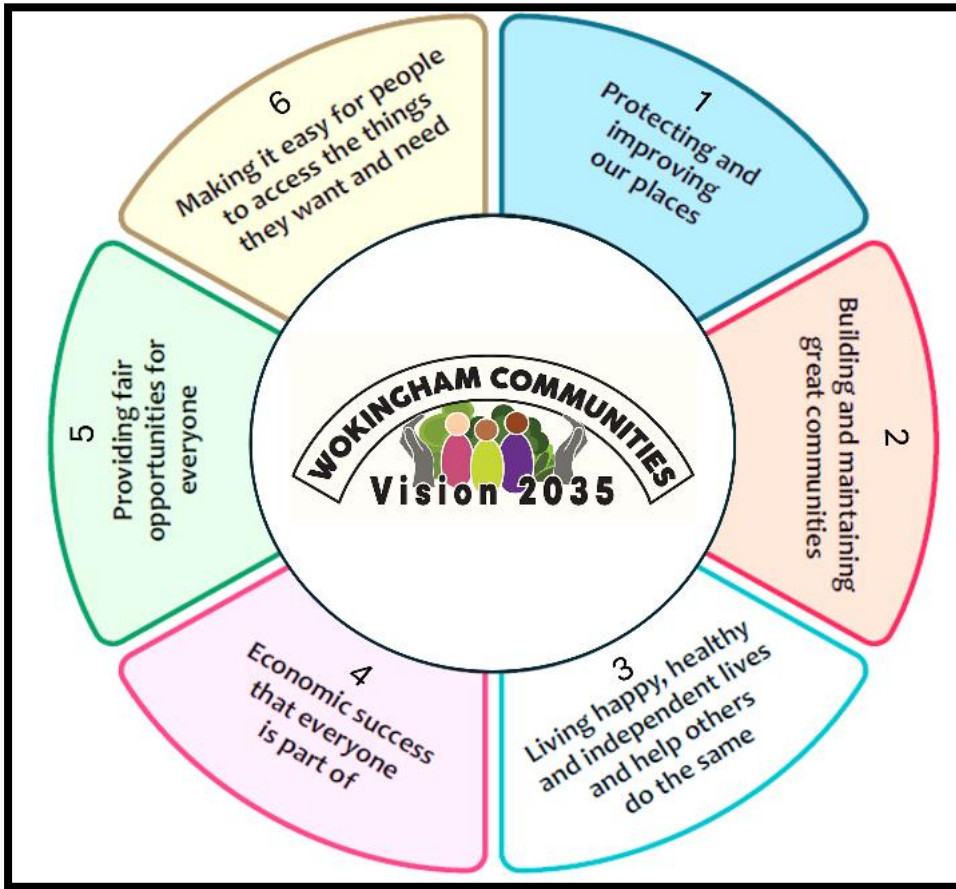 1
Protecting and
improving
our places
2
Building and maintaining
great communities
3
Living happy, healthy
and independent lives
and help others
do the same
4
Economic success
that everyone
is part of
5
Providing fair
opportunities for
everyone
6
Making it easy for people
to access the things
they want and need
WOKINGHAM COMMUNITIES
Vision 2035